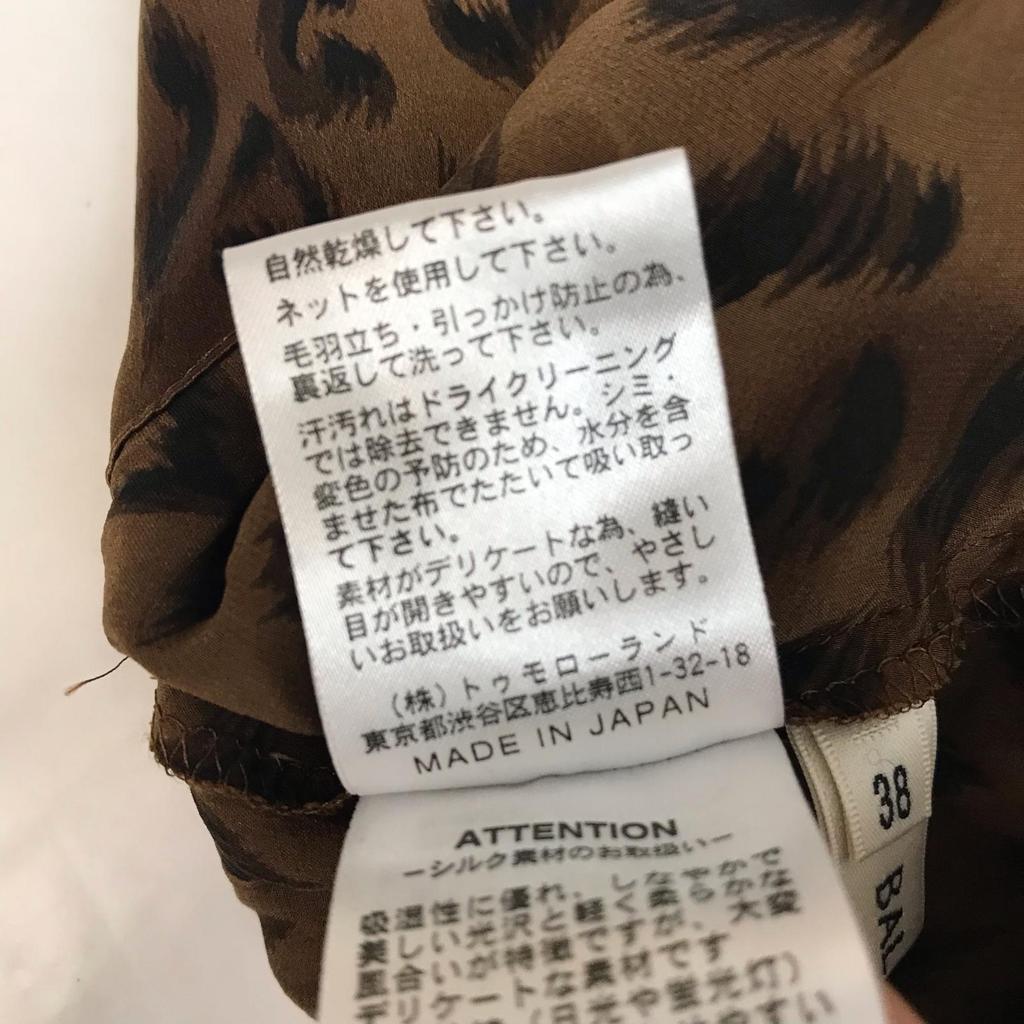 自然乾燥して下さい。
ネットを使用して下さい。
毛羽立ち・引っかけ防止の為、
裏返して洗って下さい。
汗汚れはドライクリーニング
では除去できません。シミ・
変色の予防のため、水分を含
ませた布でたたいて吸い取っ
て下さい。
素材がデリケートな為、縫い
目が開きやすいので、やさし
いお取扱いをお願いします。
(株)トゥモローランド
東京都渋谷区恵比寿西1-32-18
MADE IN JAPAN
ATTENTION
ーシルク素材のお取扱いー
吸湿性に優れ、しなやかで
美しい光沢と軽く柔らかな
風合いが特徴ですが、大変
デリケートな素材です
(日光や蛍光灯)
やすい
38
BAL